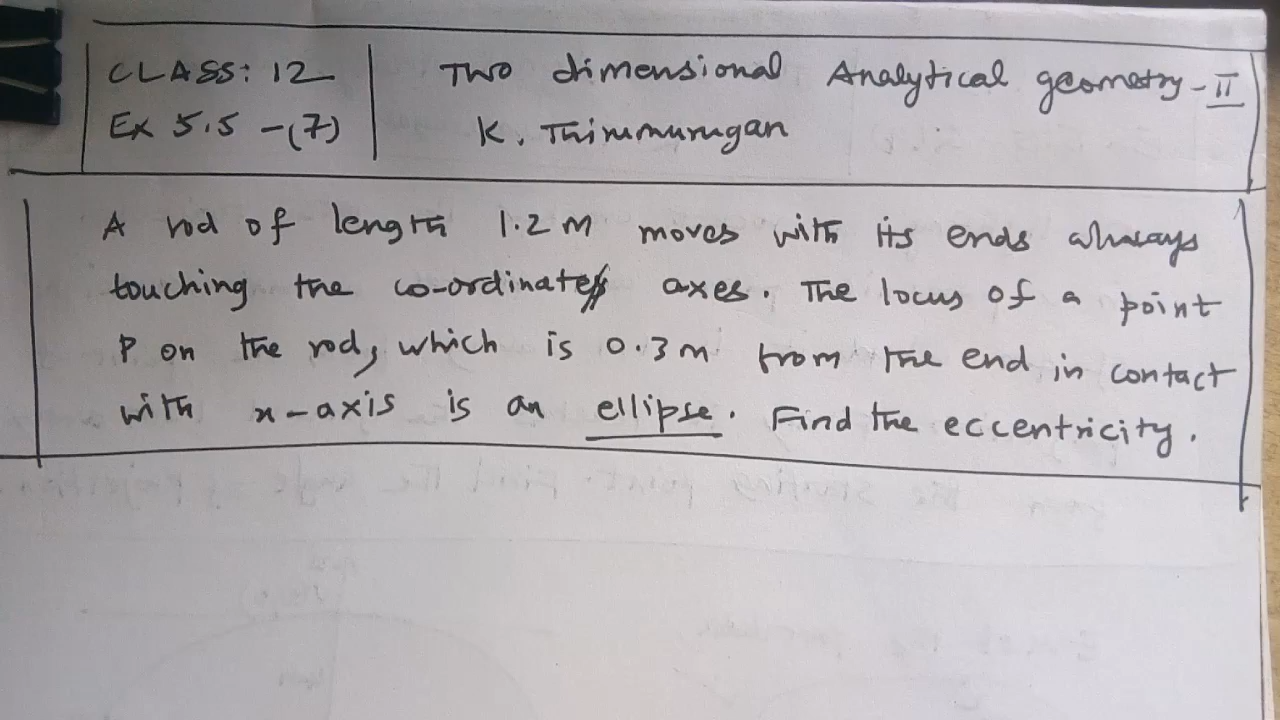 CLASS: 12
Ex 5.5 - (7)
Two dimensional Analytical geometry - II
K. Thirumurugan
A rod of length 1.2 M moves with its ends always
touching the co-ordinate axes. The locus of a point
P on the rod, which is 0.3 m from the end in contact
with x-axis is an ellipse. Find the eccentricity.